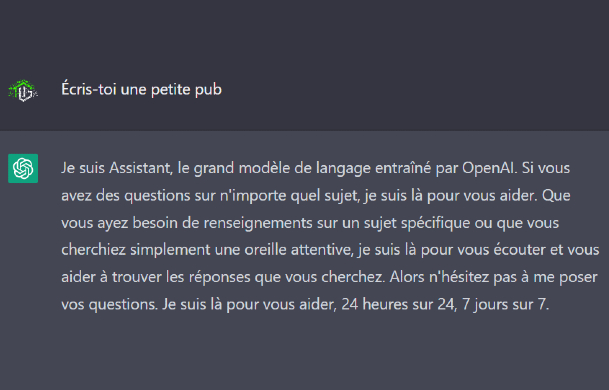 Écris-toi une petite pub
Je suis Assistant, le grand modèle de langage entraîné par OpenAI. Si vous
avez des questions sur n'importe quel sujet, je suis là pour vous aider. Que
vous ayez besoin de renseignements sur un sujet spécifique ou que vous
cherchiez simplement une oreille attentive, je suis là pour vous écouter et vous
aider à trouver les réponses que vous cherchez. Alors n'hésitez pas à me poser
vos questions. Je suis là pour vous aider, 24 heures sur 24, 7 jours sur 7.